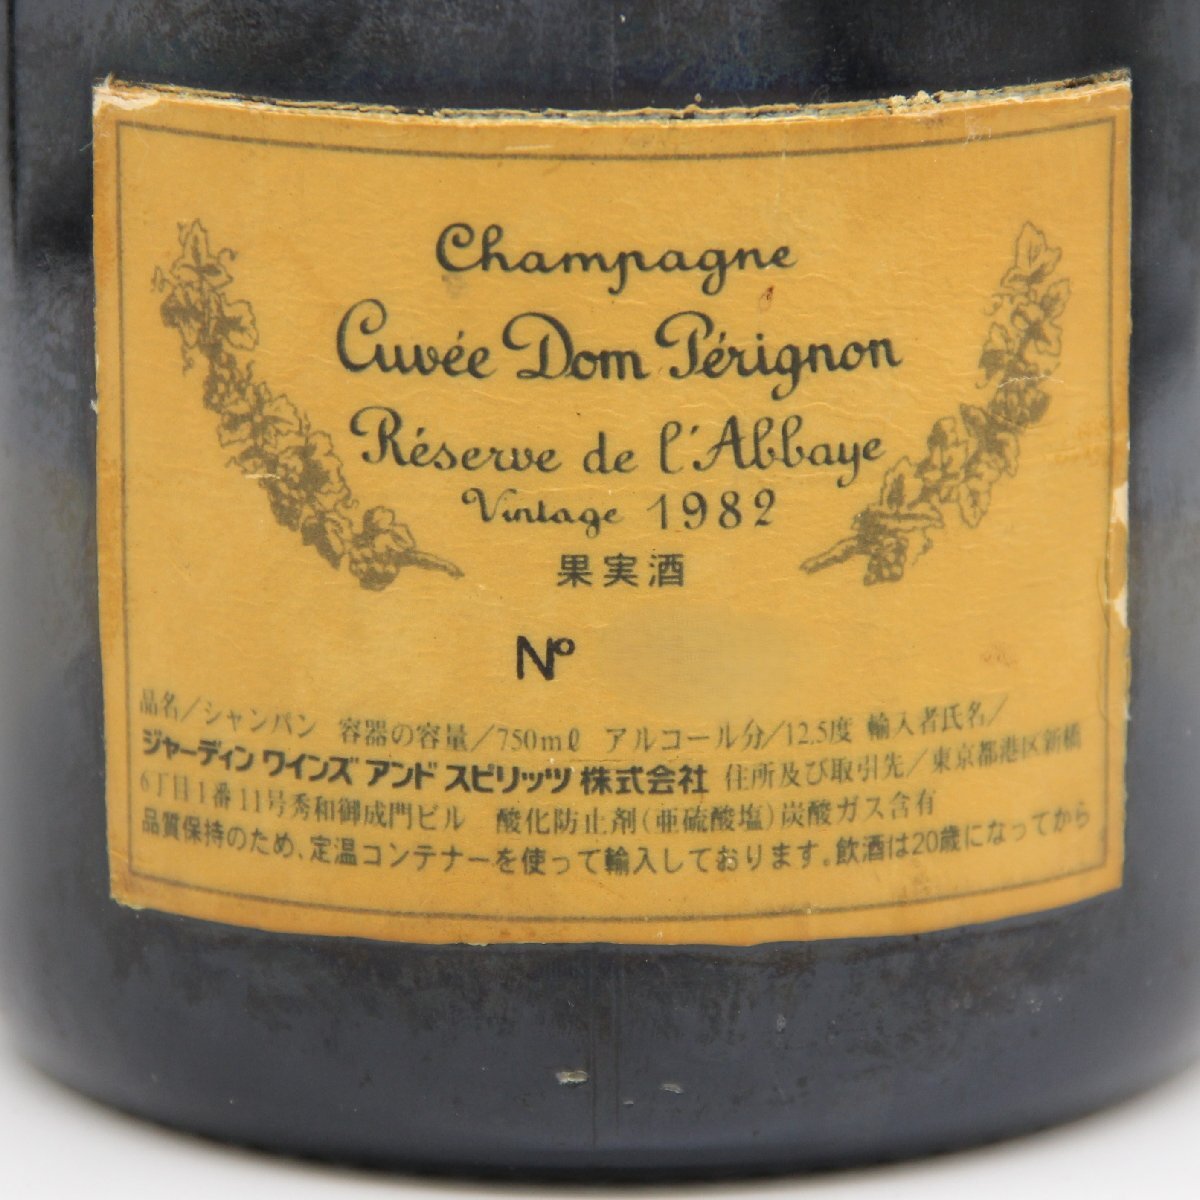 Champagne
Cuvée Dom Pérignon
Réserve de l'Abbaye
Vintage 1982
果実酒
Nº
品名／シャンパン 容器の容量／750mℓ アルコール分／12.5度 輸入者氏名／
ジャーディン ワインズ アンド スピリッツ 株式会社 住所及び取引先／東京都港区新橋
6丁目1番11号秀和御成門ビル 酸化防止剤(亜硫酸塩)炭酸ガス含有
品質保持のため、定温コンテナーを使って輸入しております。飲酒は20歳になってから